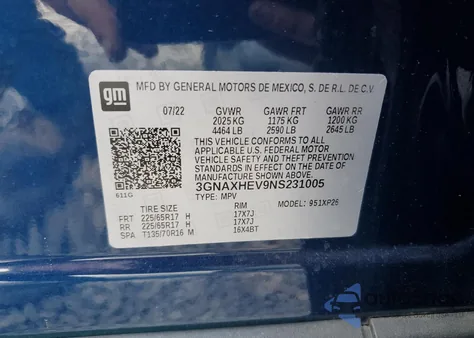 gm
MFD BY GENERAL MOTORS DE MEXICO, S. DE R.L. DE C.V.
07/22 GVWR GAWR FRT GAWR RR
2025 KG 1175 KG 1200 KG
4464 LB 2590 LB 2645 LB
THIS VEHICLE CONFORMS TO ALL
APPLICABLE U.S. FEDERAL MOTOR
VEHICLE SAFETY AND THEFT PREVENTION
STANDARDS IN EFFECT ON THE DATE OF
MANUFACTURE SHOWN ABOVE.
3GNAXHEV9NS231005
611G TYPE: MPV MODEL: 951XP26
TIRE SIZE RIM
FRT 225/65R17 H 17X7J
RR 225/65R17 H 17X7J
SPA T135/70R16 M 16X4BT